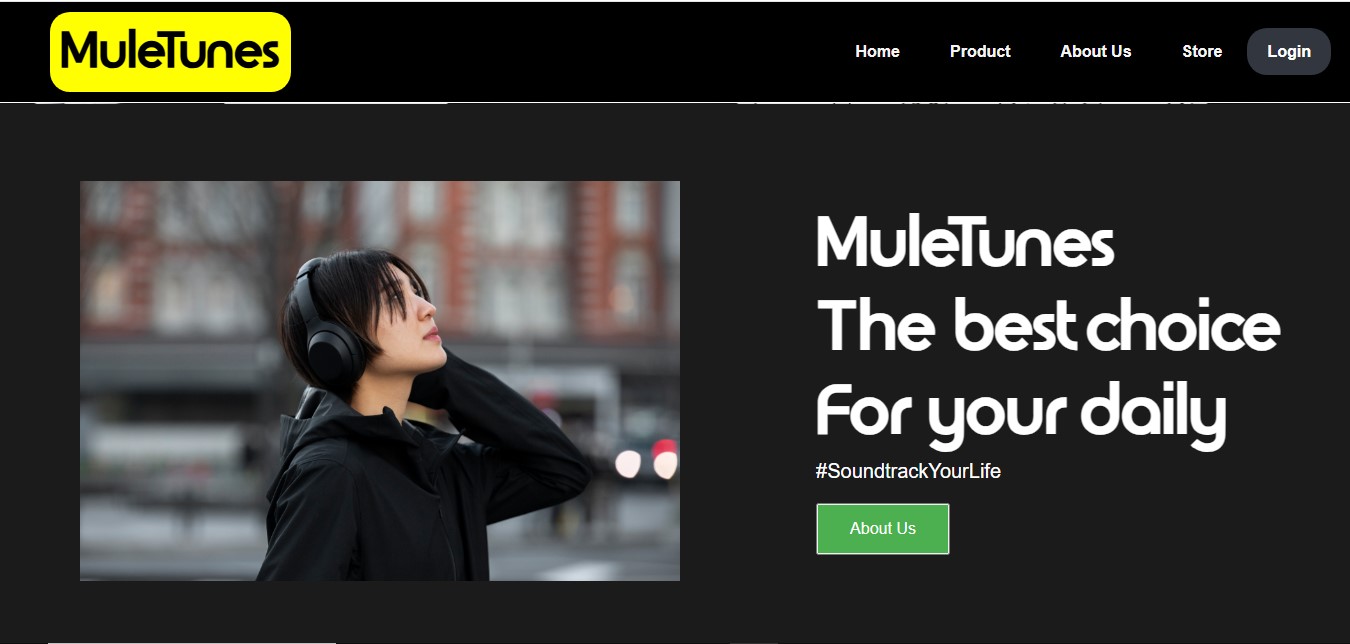 MuleTunes
Home Product About Us Store Login
MuleTunes
The best choice
For your daily
#SoundtrackYourLife
About Us